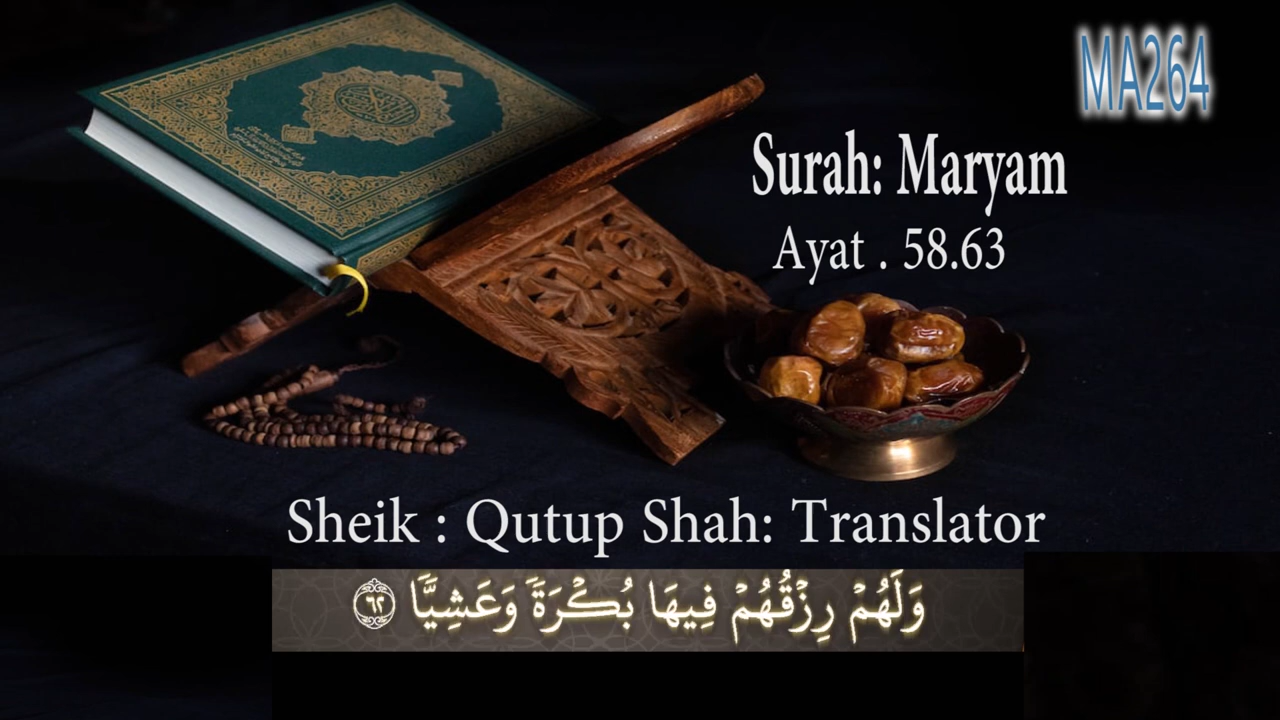 MA264
Surah: Maryam
Ayat . 58.63
Sheik : Qutup Shah: Translator
وَلَهُمْ رِزْقُهُمْ فِيهَا بُكْرَةً وَعَشِيًّا ٦٢